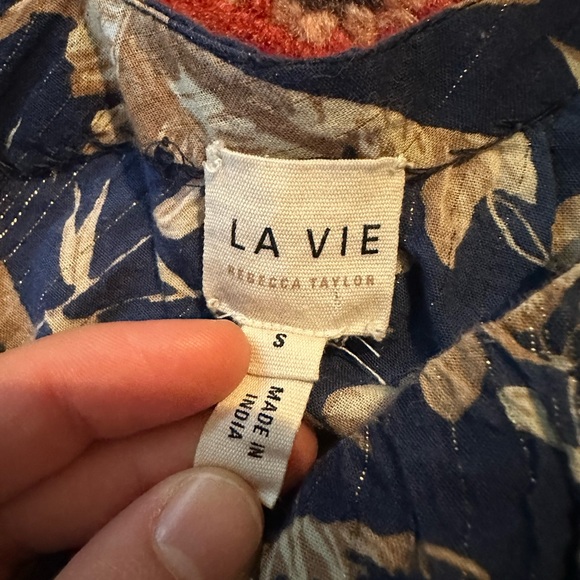 LA VIE
REBECCA TAYLOR
S
MADE IN
INDIA